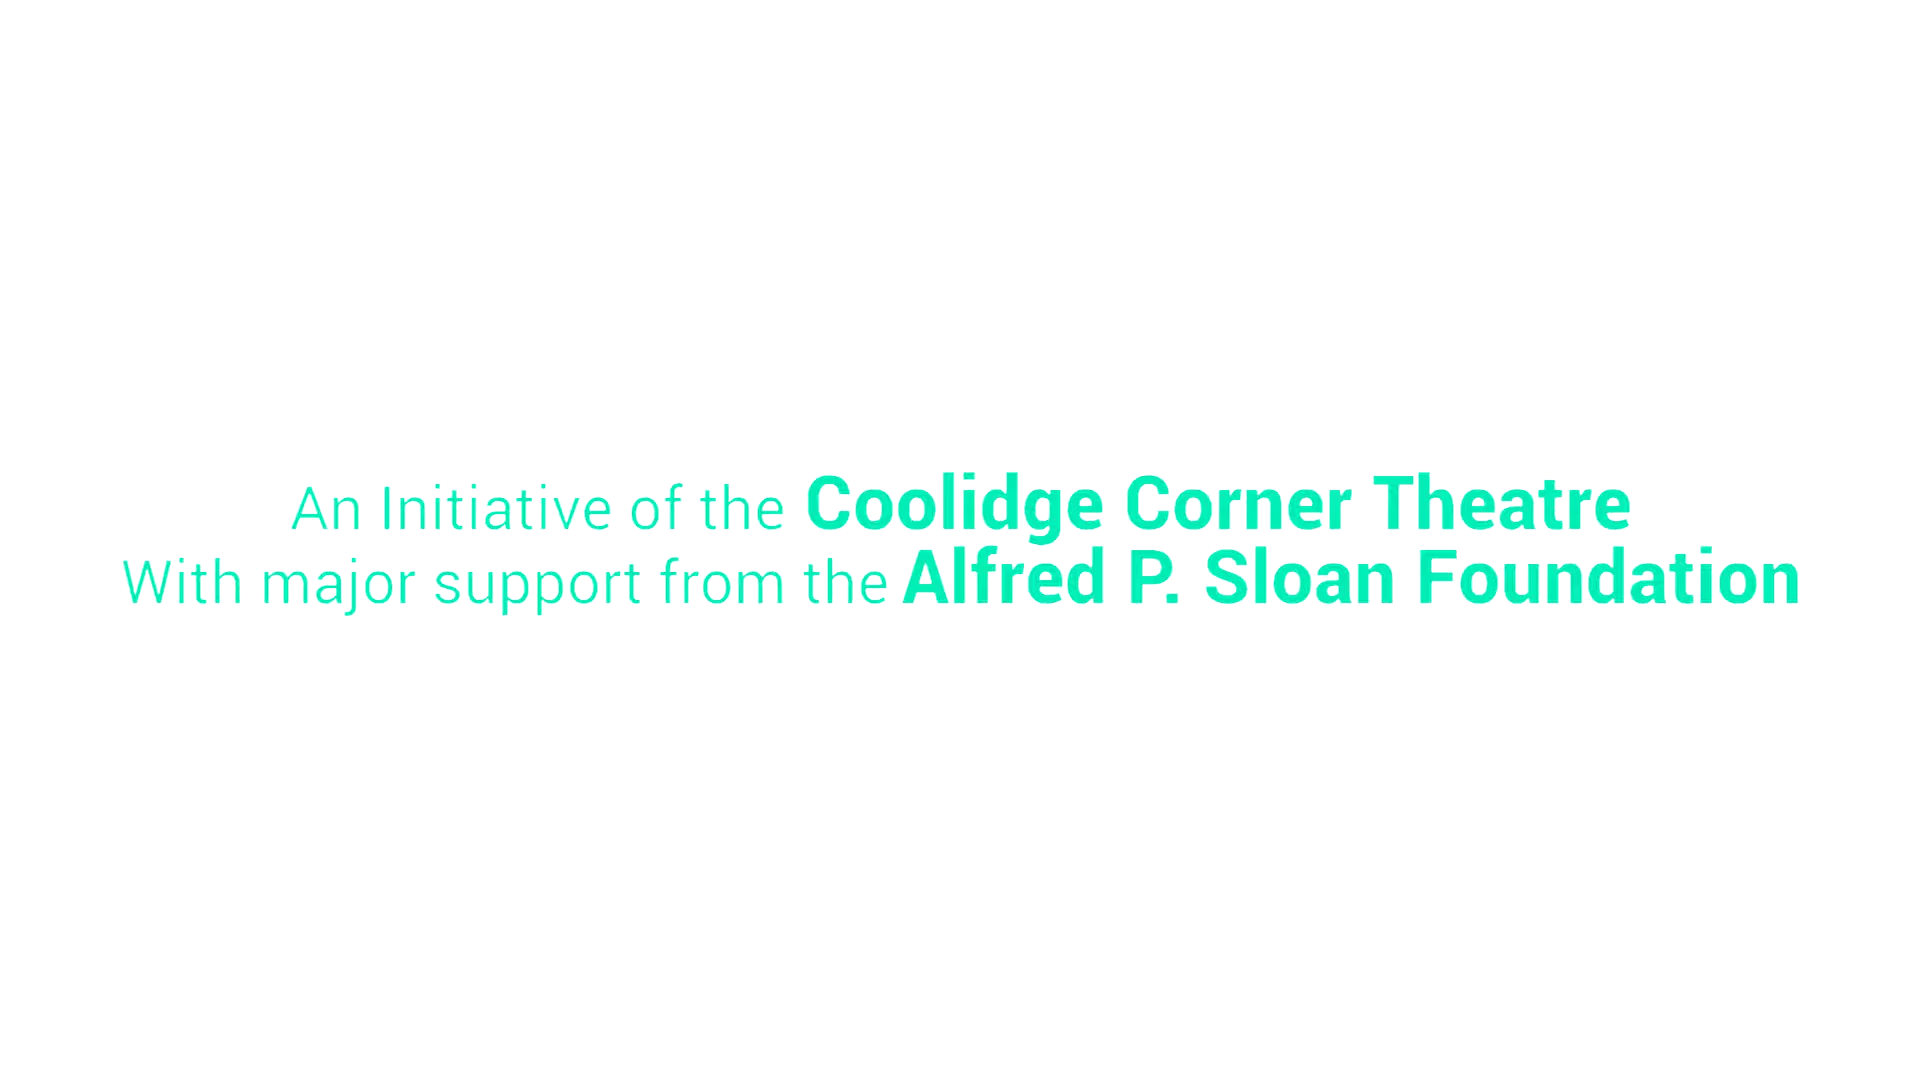 An Initiative of the Coolidge Corner Theatre
With major support from the Alfred P. Sloan Foundation